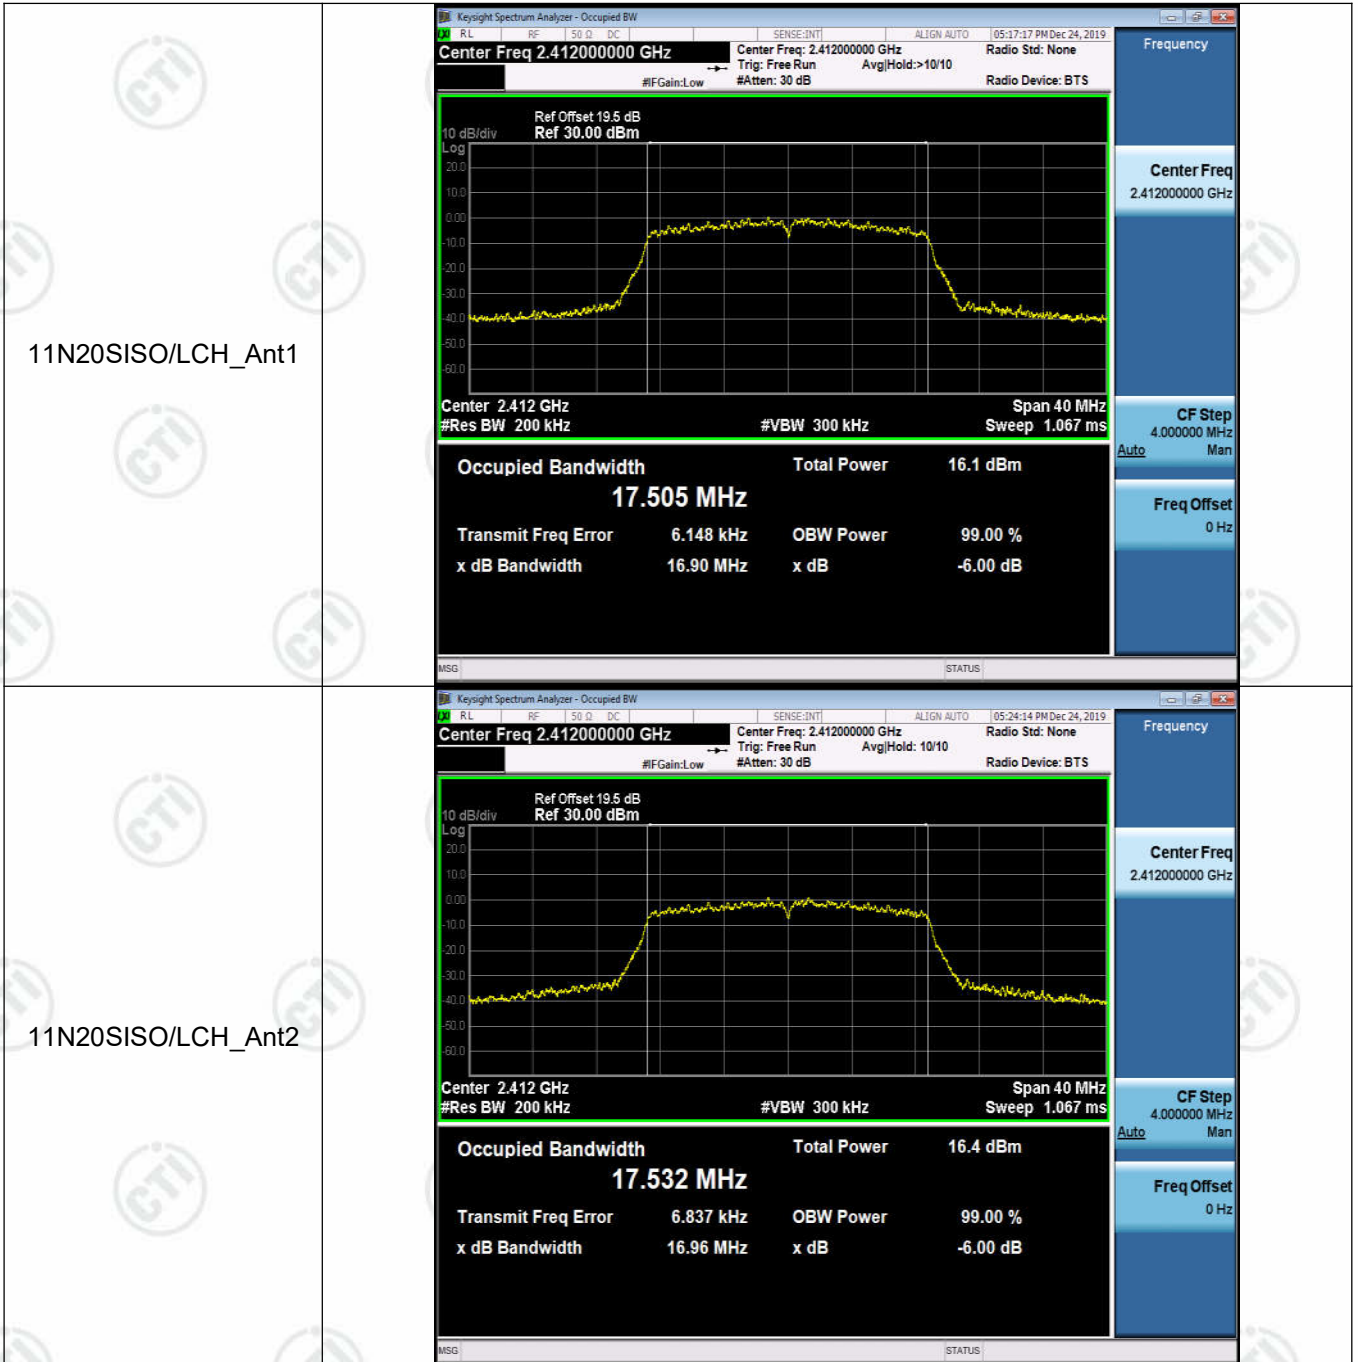 11N20SISO/LCH_Ant1
Keysight Spectrum Analyzer - Occupied BW
RL RF 50 Ω DC SENSE:INT ALIGN AUTO 05:17:17 PM Dec 24, 2019
Center Freq 2.412000000 GHz
Center Freq: 2.412000000 GHz Radio Std: None
Trig: Free Run Avg|Hold:>10/10
#IFGain:Low #Atten: 30 dB Radio Device: BTS
Ref Offset 19.5 dB
10 dB/div Ref 30.00 dBm
Log
20.0
10.0
0.00
-10.0
-20.0
-30.0
-40.0
-50.0
-60.0
Center 2.412 GHz Span 40 MHz
#Res BW 200 kHz #VBW 300 kHz Sweep 1.067 ms
Occupied Bandwidth Total Power 16.1 dBm
17.505 MHz
Transmit Freq Error 6.148 kHz OBW Power 99.00 %
x dB Bandwidth 16.90 MHz x dB -6.00 dB
MSG STATUS
Frequency
Center Freq
2.412000000 GHz
CF Step
4.000000 MHz
Auto Man
Freq Offset
0 Hz
11N20SISO/LCH_Ant2
Keysight Spectrum Analyzer - Occupied BW
RL RF 50 Ω DC SENSE:INT ALIGN AUTO 05:24:14 PM Dec 24, 2019
Center Freq 2.412000000 GHz
Center Freq: 2.412000000 GHz Radio Std: None
Trig: Free Run Avg|Hold: 10/10
#IFGain:Low #Atten: 30 dB Radio Device: BTS
Ref Offset 19.5 dB
10 dB/div Ref 30.00 dBm
Log
20.0
10.0
0.00
-10.0
-20.0
-30.0
-40.0
-50.0
-60.0
Center 2.412 GHz Span 40 MHz
#Res BW 200 kHz #VBW 300 kHz Sweep 1.067 ms
Occupied Bandwidth Total Power 16.4 dBm
17.532 MHz
Transmit Freq Error 6.837 kHz OBW Power 99.00 %
x dB Bandwidth 16.96 MHz x dB -6.00 dB
MSG STATUS
Frequency
Center Freq
2.412000000 GHz
CF Step
4.000000 MHz
Auto Man
Freq Offset
0 Hz
CTI